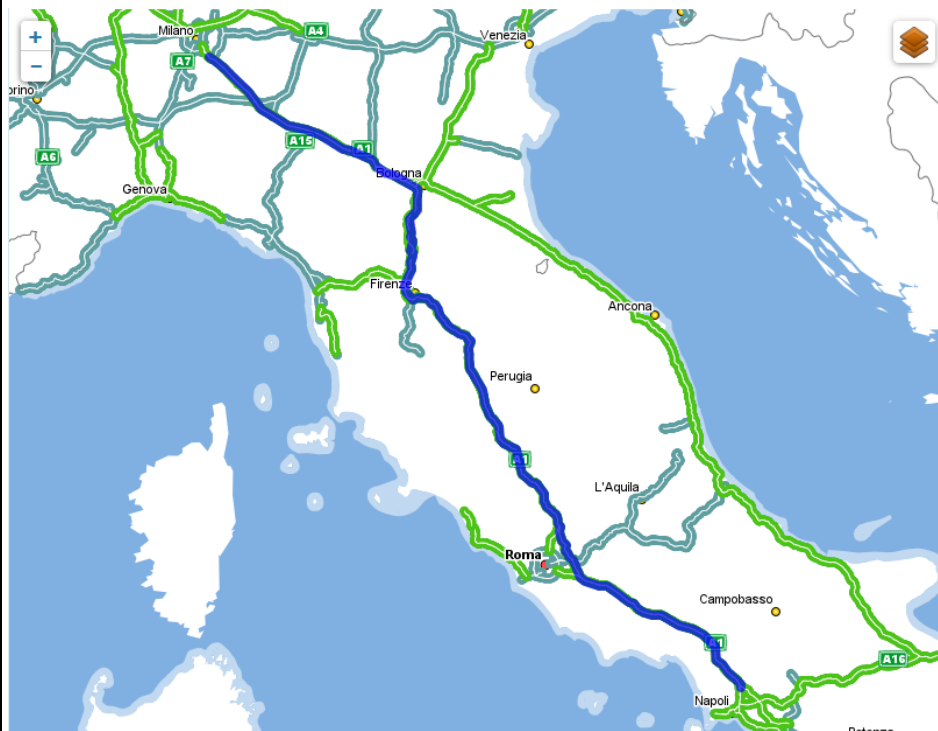 +
−
Milano
A4
Venezia
A7
orino
A15
A1
A6
Bologna
Genova
Firenze
Ancona
Perugia
A1
L'Aquila
Roma
Campobasso
A1
A16
Napoli